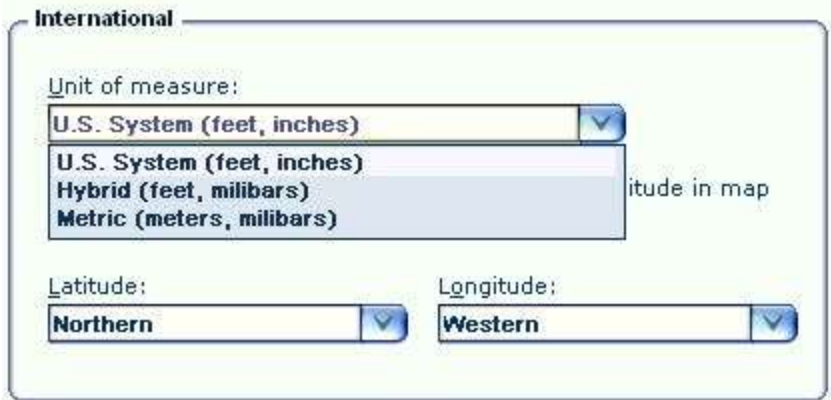 International
Unit of measure:
U.S. System (feet, inches)
U.S. System (feet, inches)
Hybrid (feet, milibars)
itude in map
Metric (meters, milibars)
Latitude: Longitude:
Northern Western